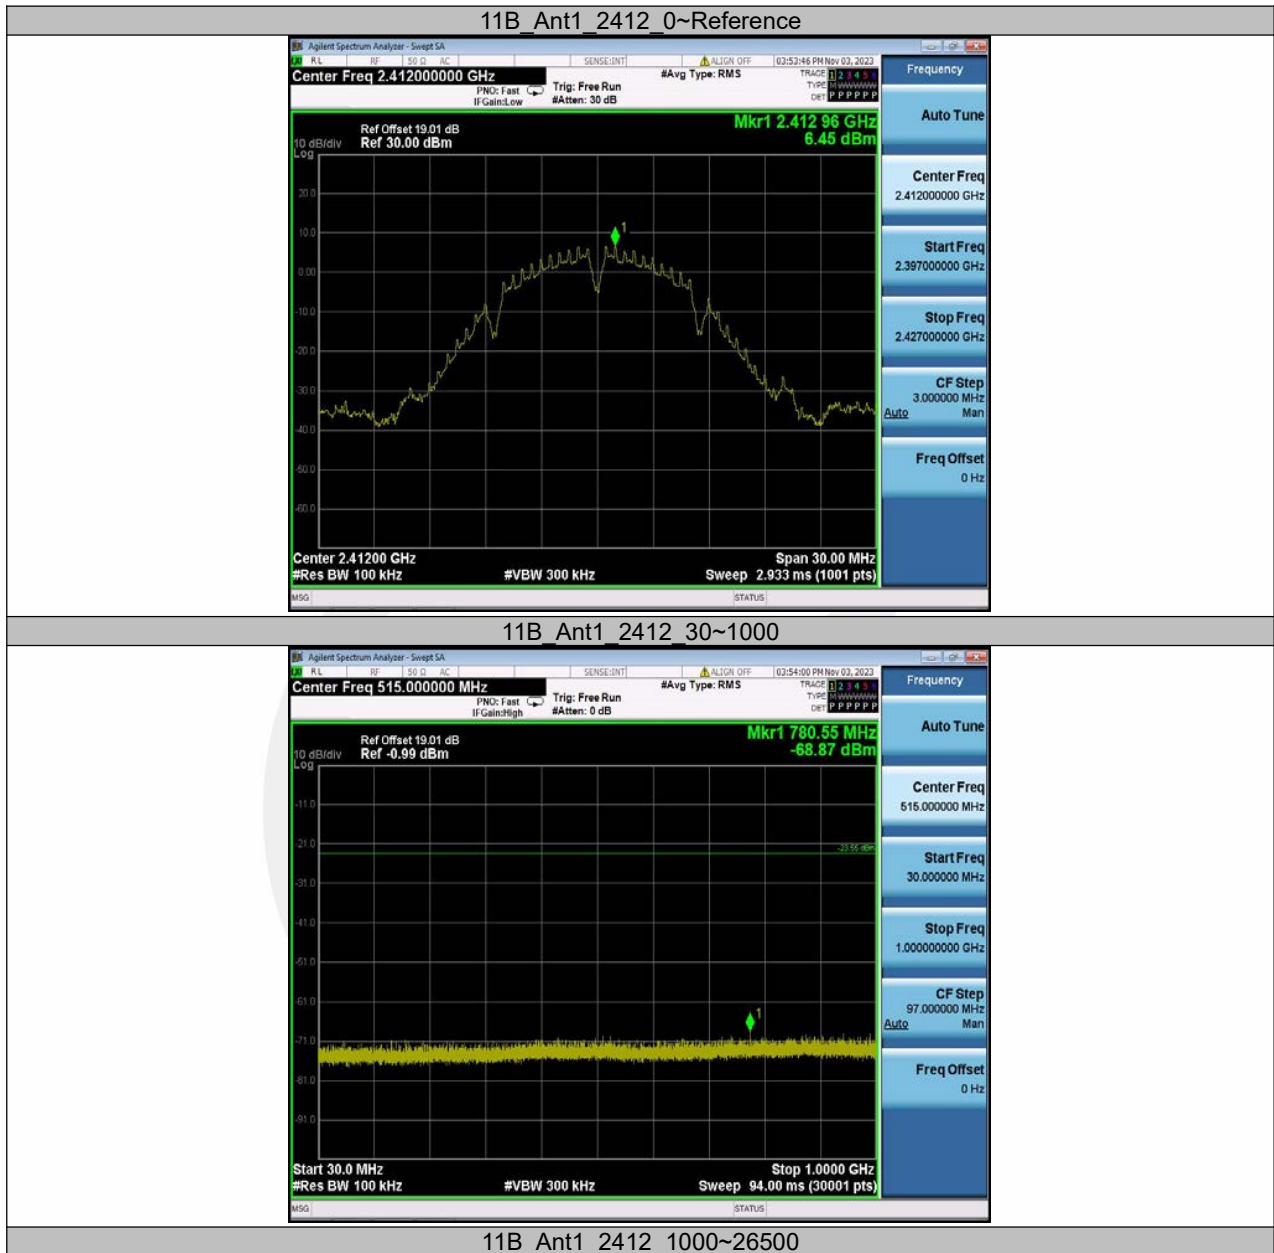 11B_Ant1_2412_0~Reference
Agilent Spectrum Analyzer - Swept SA
RL RF 50 Ω AC SENSE:INT ALIGN OFF 03:53:46 PM Nov 03, 2023
Center Freq 2.412000000 GHz
PNO: Fast
IFGain:Low
Trig: Free Run
#Atten: 30 dB
#Avg Type: RMS
TRACE 1 2 3 4 5 6
TYPE M W W W W W
DET P P P P P P
Frequency
Mkr1 2.412 96 GHz
6.45 dBm
Ref Offset 19.01 dB
10 dB/div Ref 30.00 dBm
Log
20.0
10.0
0.00
-10.0
-20.0
-30.0
-40.0
-50.0
-60.0
1
Center 2.41200 GHz Span 30.00 MHz
#Res BW 100 kHz #VBW 300 kHz Sweep 2.933 ms (1001 pts)
MSG STATUS
Auto Tune
Center Freq
2.412000000 GHz
Start Freq
2.397000000 GHz
Stop Freq
2.427000000 GHz
CF Step
3.000000 MHz
Auto Man
Freq Offset
0 Hz
11B_Ant1_2412_30~1000
Agilent Spectrum Analyzer - Swept SA
RL RF 50 Ω AC SENSE:INT ALIGN OFF 03:54:00 PM Nov 03, 2023
Center Freq 515.000000 MHz
PNO: Fast
IFGain:High
Trig: Free Run
#Atten: 0 dB
#Avg Type: RMS
TRACE 1 2 3 4 5 6
TYPE M W W W W W
DET P P P P P P
Frequency
Mkr1 780.55 MHz
-68.87 dBm
Ref Offset 19.01 dB
10 dB/div Ref -0.99 dBm
Log
-11.0
-21.0
-23.55 dBm
-31.0
-41.0
-51.0
-61.0
-71.0
-81.0
-91.0
1
Start 30.0 MHz Stop 1.0000 GHz
#Res BW 100 kHz #VBW 300 kHz Sweep 94.00 ms (30001 pts)
MSG STATUS
Auto Tune
Center Freq
515.000000 MHz
Start Freq
30.000000 MHz
Stop Freq
1.000000000 GHz
CF Step
97.000000 MHz
Auto Man
Freq Offset
0 Hz
11B_Ant1_2412_1000~26500